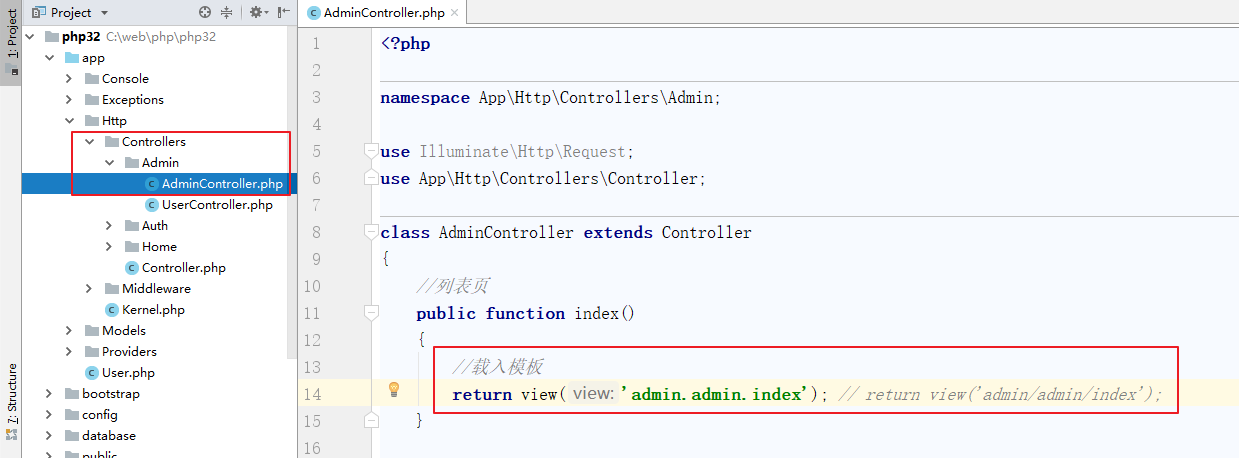 1: Project
7: Structure
Project
php32 C:\web\php\php32
app
Console
Exceptions
Http
Controllers
Admin
AdminController.php
UserController.php
Auth
Home
Controller.php
Middleware
Kernel.php
Models
Providers
User.php
bootstrap
config
database
public
AdminController.php
1 <?php
2
3 namespace App\Http\Controllers\Admin;
4
5 use Illuminate\Http\Request;
6 use App\Http\Controllers\Controller;
7
8 class AdminController extends Controller
9 {
10 //列表页
11 public function index()
12 {
13 //载入模板
14 return view( view: 'admin.admin.index'); // return view('admin/admin/index');
15 }
16